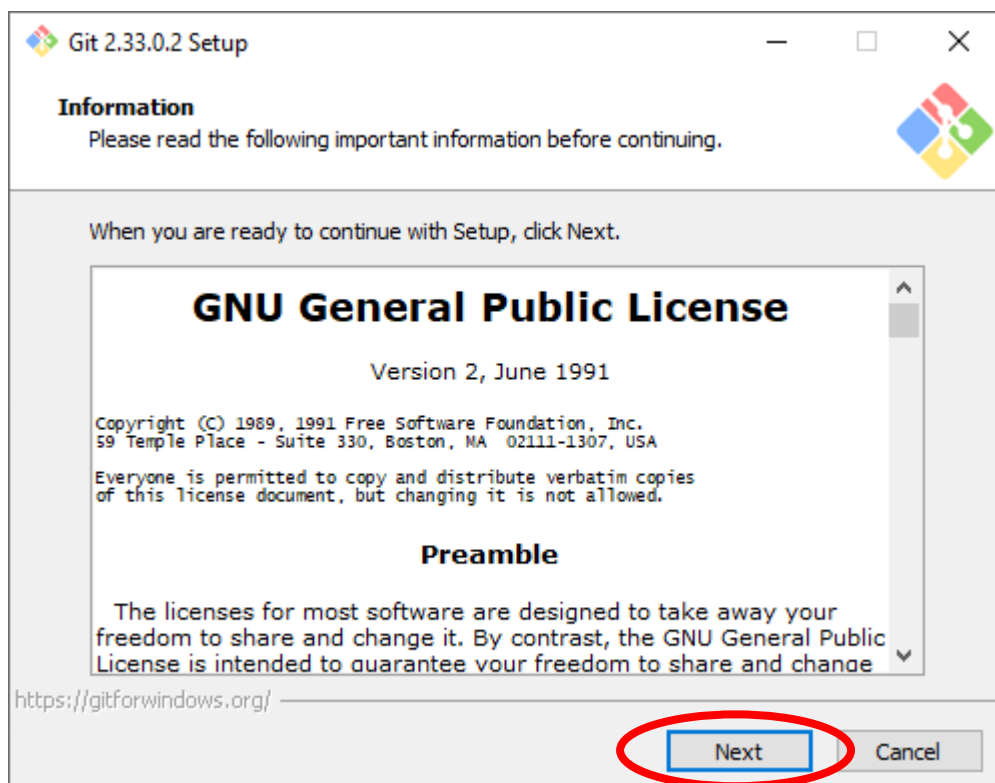 Git 2.33.0.2 Setup
Information
Please read the following important information before continuing.
When you are ready to continue with Setup, click Next.
GNU General Public License
Version 2, June 1991
Copyright (C) 1989, 1991 Free Software Foundation, Inc.
59 Temple Place - Suite 330, Boston, MA  02111-1307, USA
Everyone is permitted to copy and distribute verbatim copies
of this license document, but changing it is not allowed.
Preamble
The licenses for most software are designed to take away your
freedom to share and change it. By contrast, the GNU General Public
License is intended to guarantee your freedom to share and change
https://gitforwindows.org/
Next
Cancel